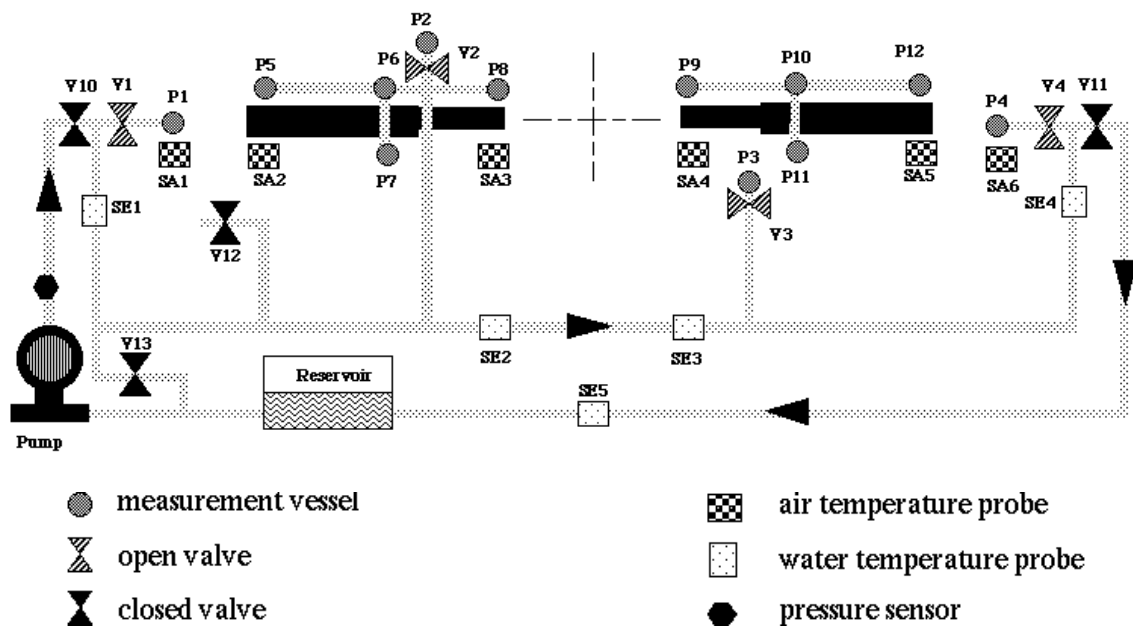 P2
P5
P6
V2
P8
P9
P10
P12
V10
V1
P1
P4
V4
V11
SA1
SA2
P7
SA3
SA4
P3
P11
SA5
SA6
SE1
SE4
V12
V3
V13
SE2
SE3
Reservoir
SE5
Pump
measurement vessel
air temperature probe
open valve
water temperature probe
closed valve
pressure sensor